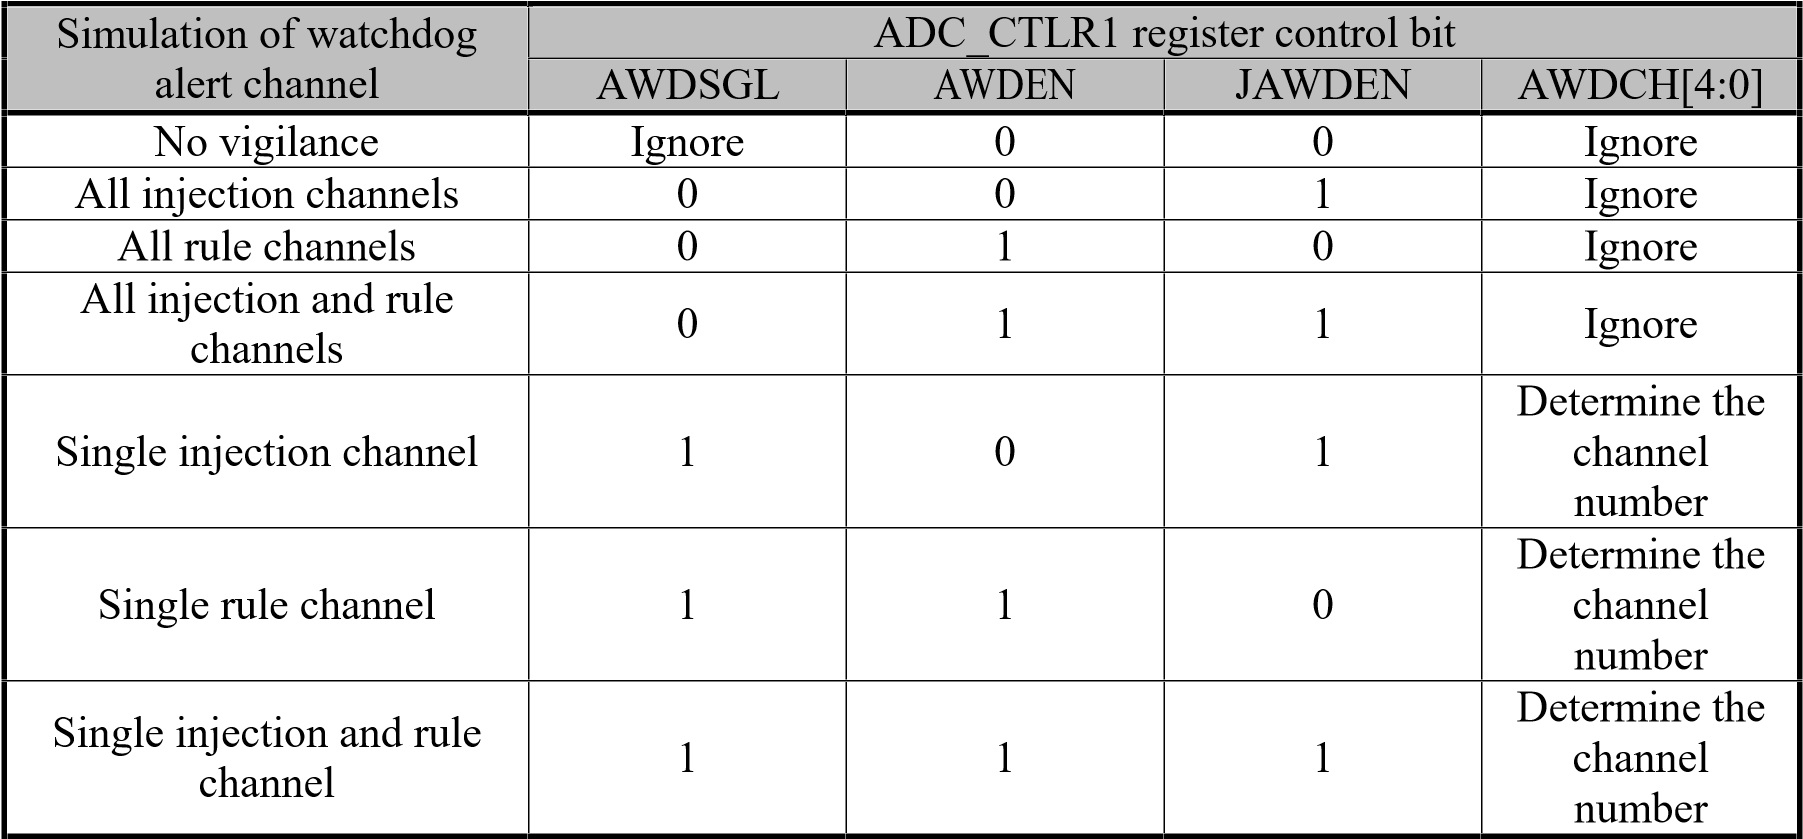 Simulation of watchdog
alert channel
ADC_CTLR1 register control bit
AWDSGL
AWDEN
JAWDEN
AWDCH[4:0]
No vigilance
Ignore
0
0
Ignore
All injection channels
0
0
1
Ignore
All rule channels
0
1
0
Ignore
All injection and rule
channels
0
1
1
Ignore
Single injection channel
1
0
1
Determine the
channel
number
Single rule channel
1
1
0
Determine the
channel
number
Single injection and rule
channel
1
1
1
Determine the
channel
number